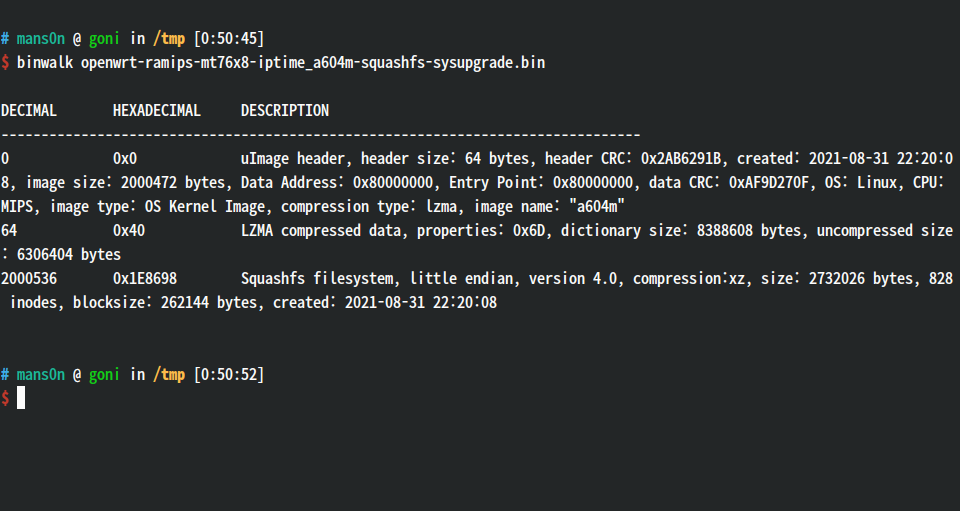 # mans0n @ goni in /tmp [0:50:45]
$ binwalk openwrt-ramips-mt76x8-iptime_a604m-squashfs-sysupgrade.bin
DECIMAL       HEXADECIMAL     DESCRIPTION
--------------------------------------------------------------------------------
0             0x0             uImage header, header size: 64 bytes, header CRC: 0x2AB6291B, created: 2021-08-31 22:20:0
8, image size: 2000472 bytes, Data Address: 0x80000000, Entry Point: 0x80000000, data CRC: 0xAF9D270F, OS: Linux, CPU:
MIPS, image type: OS Kernel Image, compression type: lzma, image name: "a604m"
64            0x40            LZMA compressed data, properties: 0x6D, dictionary size: 8388608 bytes, uncompressed size
: 6306404 bytes
2000536       0x1E8698        Squashfs filesystem, little endian, version 4.0, compression:xz, size: 2732026 bytes, 828
 inodes, blocksize: 262144 bytes, created: 2021-08-31 22:20:08
# mans0n @ goni in /tmp [0:50:52]
$